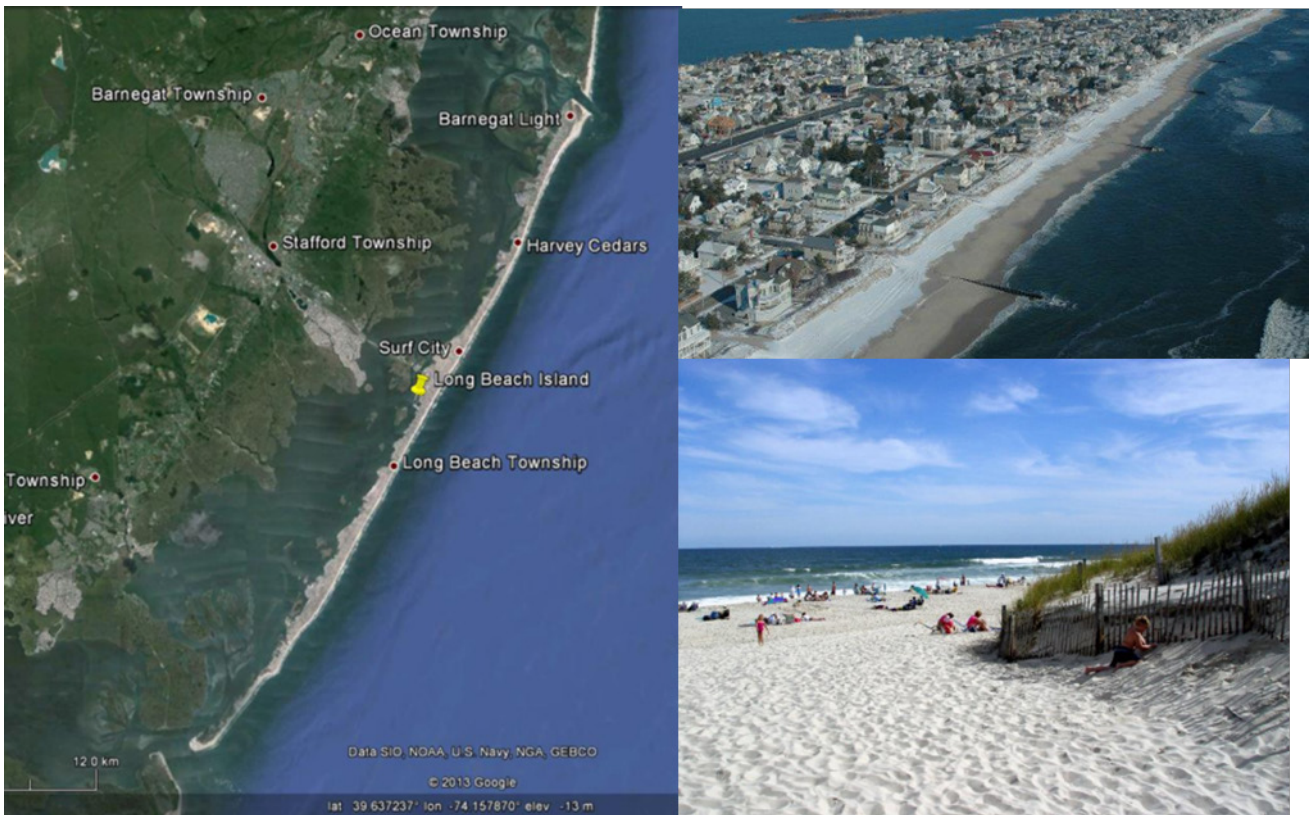 Ocean Township
Barnegat Township
Barnegat Light
Stafford Township
Harvey Cedars
Surf City
Long Beach Island
Long Beach Township
Township
iver
12.0 km
Data SIO, NOAA, U.S. Navy, NGA, GEBCO
© 2013 Google
lat 39.637237° lon -74.157870° elev -13 m